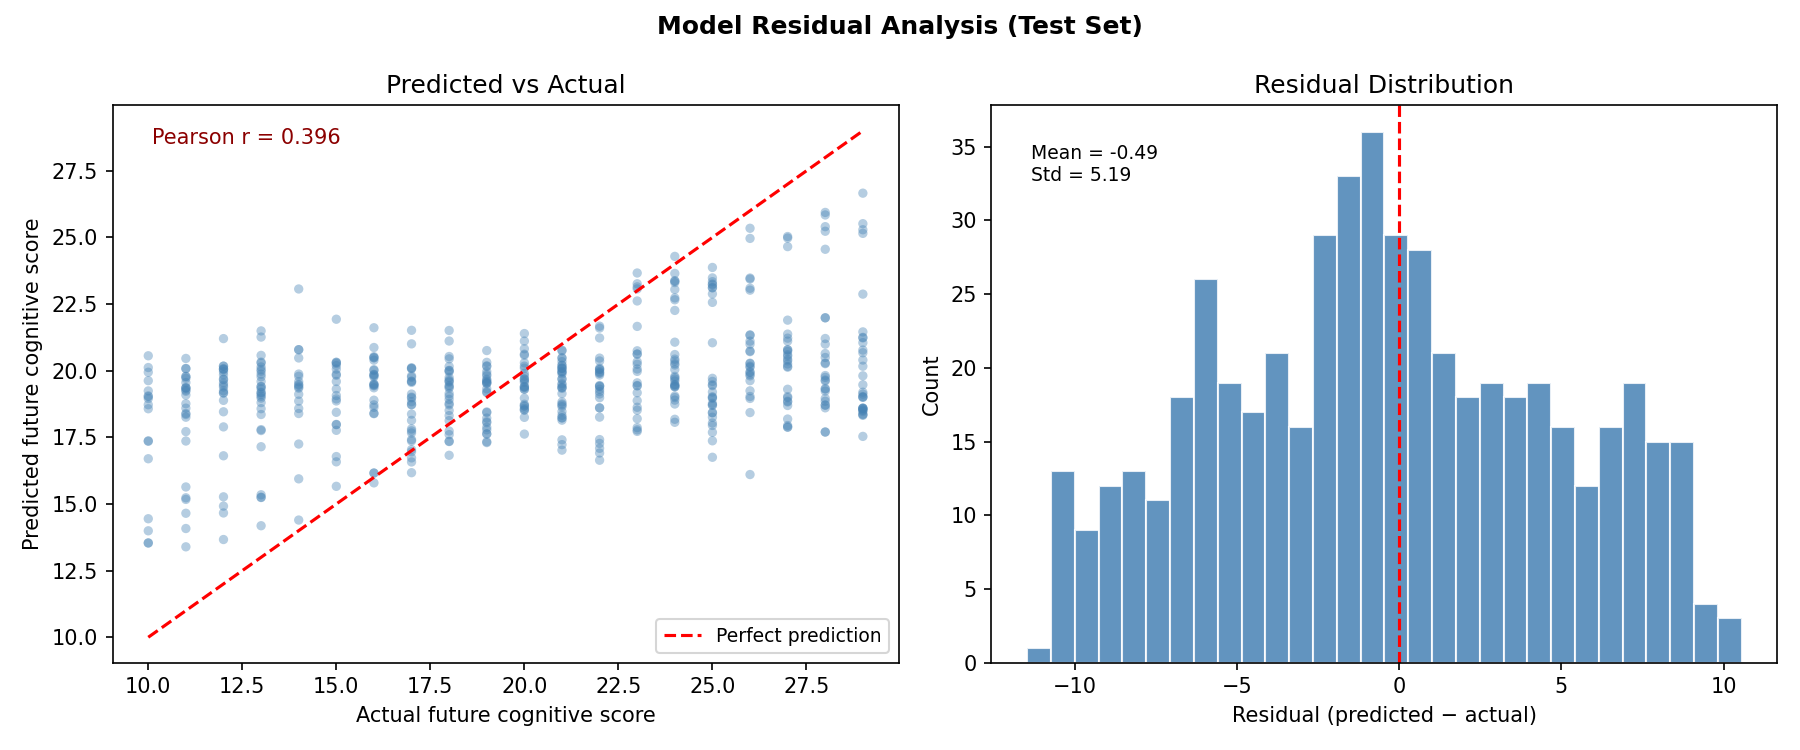 Model Residual Analysis (Test Set)
Predicted vs Actual
Pearson r = 0.396
27.5
25.0
22.5
20.0
17.5
15.0
12.5
10.0
Predicted future cognitive score
Perfect prediction
10.0 12.5 15.0 17.5 20.0 22.5 25.0 27.5
Actual future cognitive score
Residual Distribution
Mean = -0.49
Std = 5.19
35
30
25
20
15
10
5
0
Count
−10 −5 0 5 10
Residual (predicted − actual)